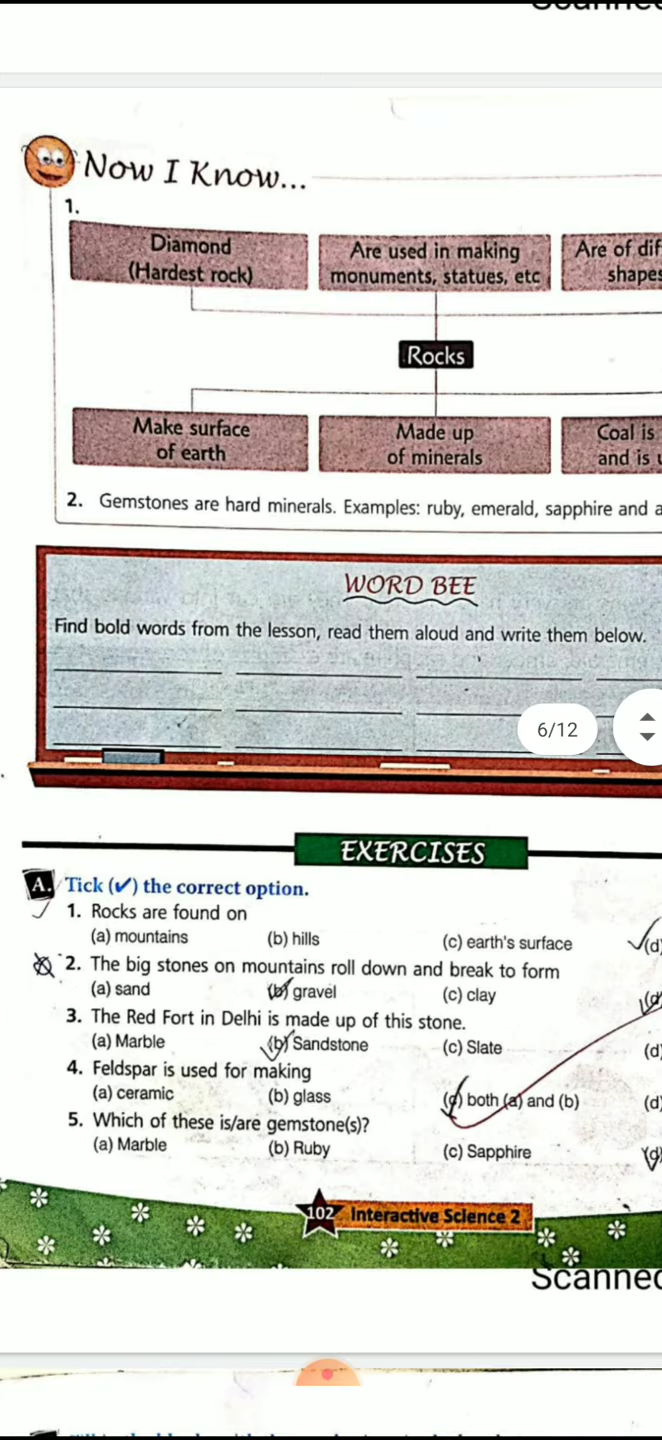 Now I Know...
1.
Diamond
(Hardest rock)
Are used in making
monuments, statues, etc
Are of dif
shapes
Rocks
Make surface
of earth
Made up
of minerals
Coal is
and is u
2. Gemstones are hard minerals. Examples: ruby, emerald, sapphire and a
WORD BEE
Find bold words from the lesson, read them aloud and write them below.
6/12
EXERCISES
A. Tick (✔) the correct option.
1. Rocks are found on
(a) mountains (b) hills (c) earth's surface (d)
2. The big stones on mountains roll down and break to form
(a) sand (b) gravel (c) clay (d)
3. The Red Fort in Delhi is made up of this stone.
(a) Marble (b) Sandstone (c) Slate (d)
4. Feldspar is used for making
(a) ceramic (b) glass (c) both (a) and (b) (d)
5. Which of these is/are gemstone(s)?
(a) Marble (b) Ruby (c) Sapphire (d)
102 Interactive Science 2
Scanned